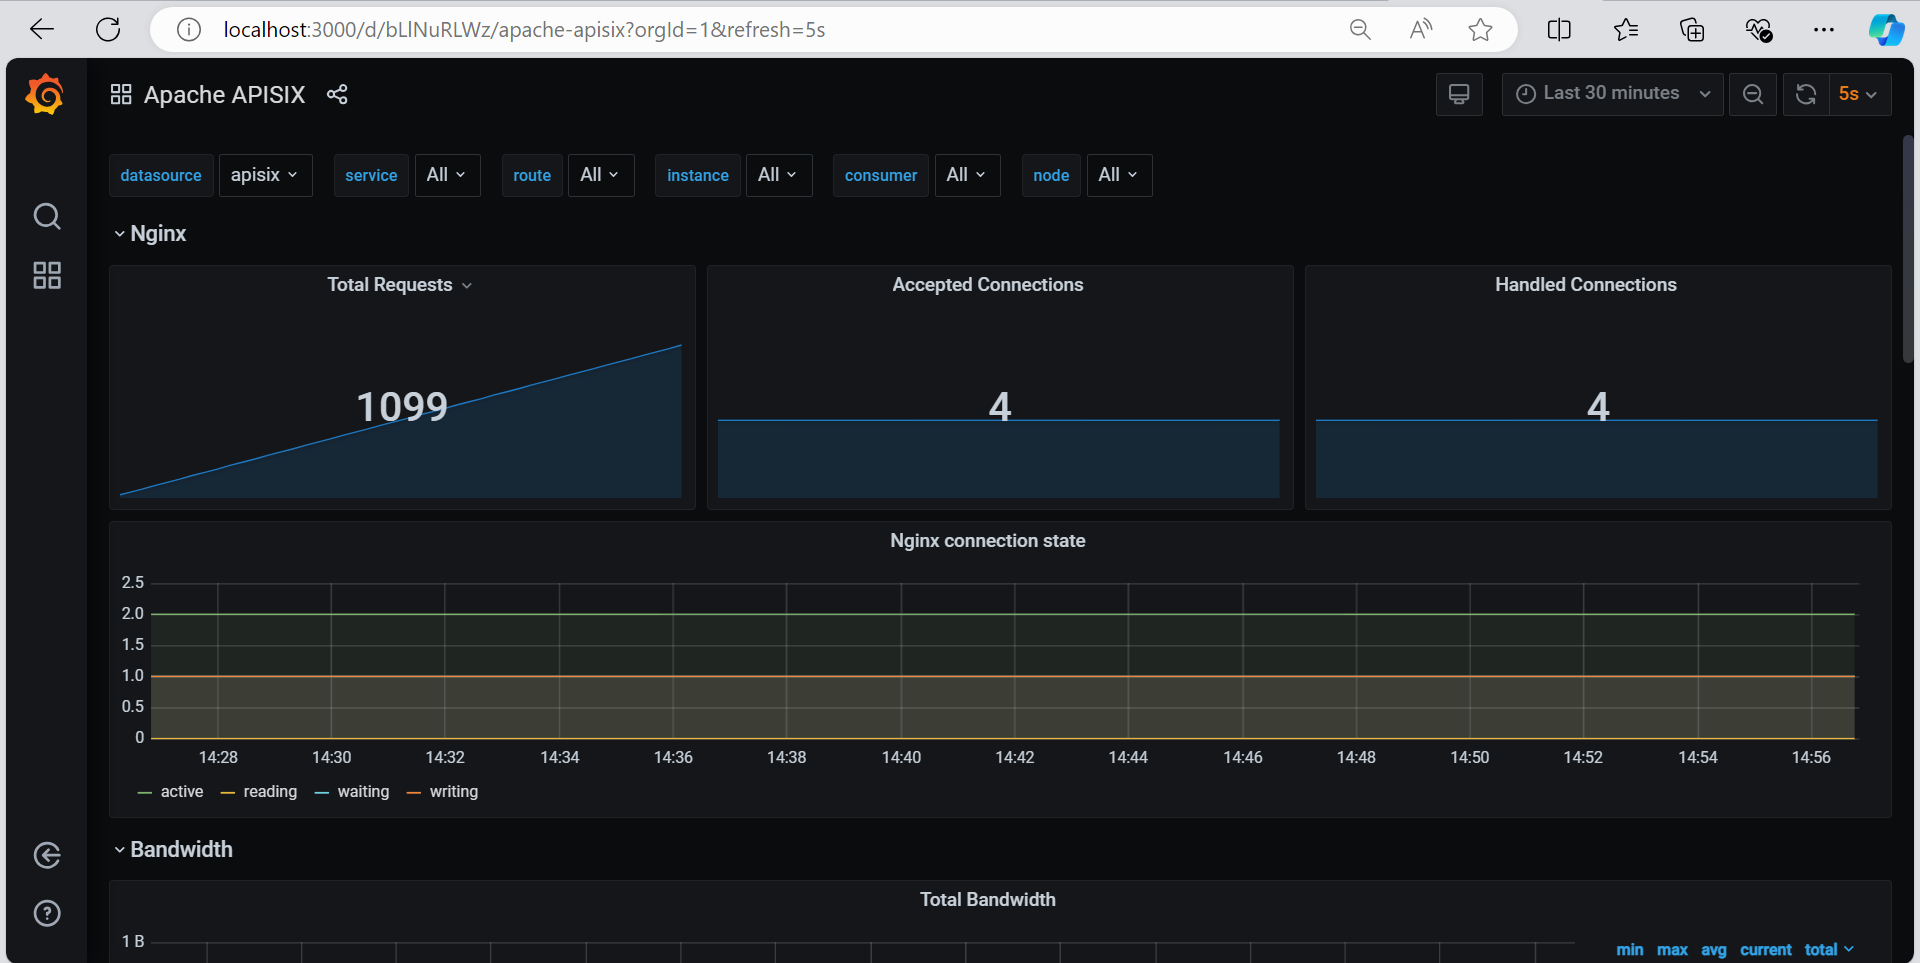 localhost:3000/d/bLlNuRLWz/apache-apisix?orgId=1&refresh=5s
Apache APISIX
Last 30 minutes
5s
datasource apisix service All route All instance All consumer All node All
Nginx
Total Requests
Accepted Connections
Handled Connections
1099
4
4
Nginx connection state
2.5
2.0
1.5
1.0
0.5
0
14:28 14:30 14:32 14:34 14:36 14:38 14:40 14:42 14:44 14:46 14:48 14:50 14:52 14:54 14:56
active reading waiting writing
Bandwidth
Total Bandwidth
1 B
min max avg current total